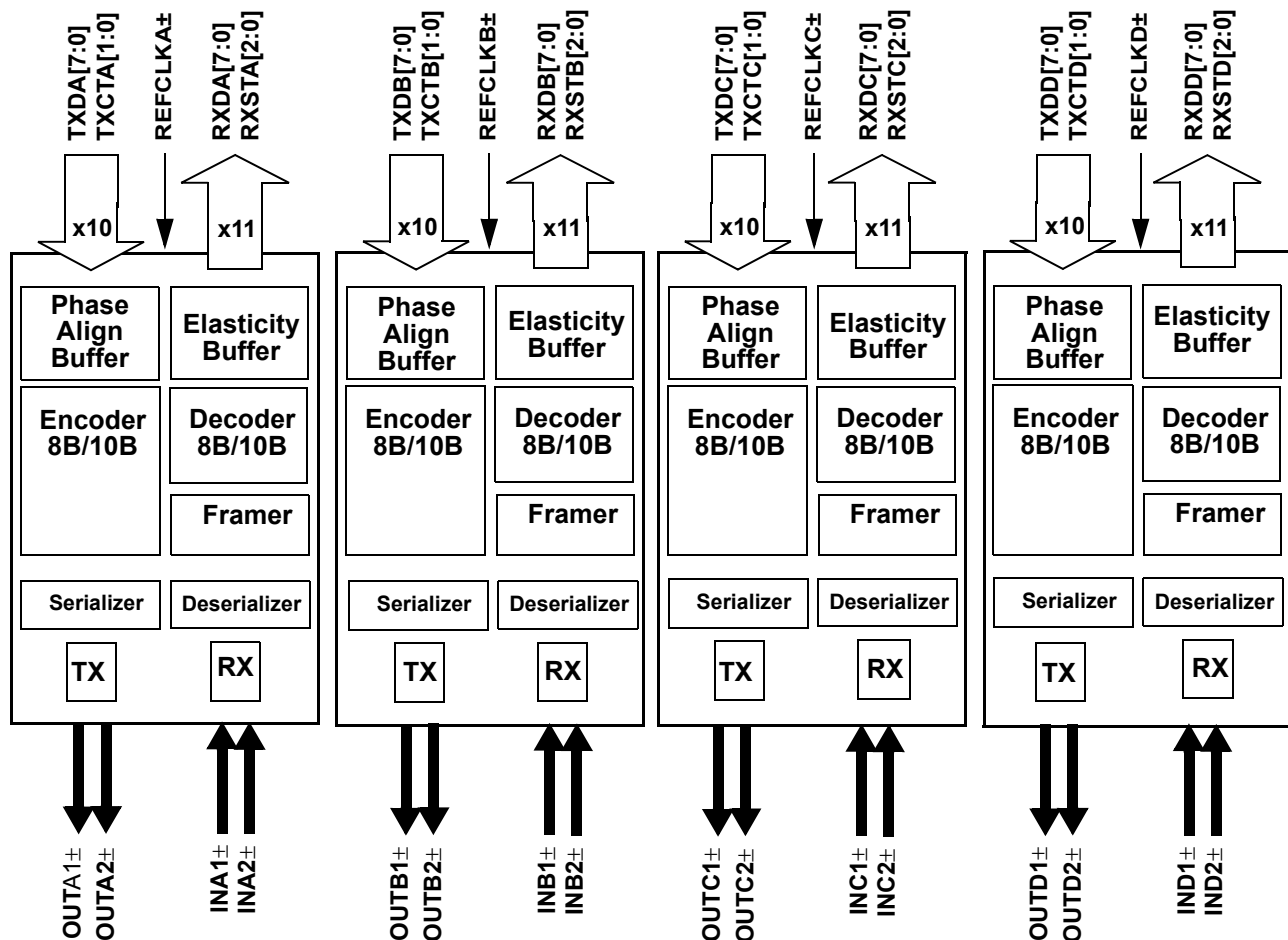 TXDA[7:0]
TXCTA[1:0]
REFCLKA±
RXDA[7:0]
RXSTA[2:0]
TXDB[7:0]
TXCTB[1:0]
REFCLKB±
RXDB[7:0]
RXSTB[2:0]
TXDC[7:0]
TXCTC[1:0]
REFCLKC±
RXDC[7:0]
RXSTC[2:0]
TXDD[7:0]
TXCTD[1:0]
REFCLKD±
RXDD[7:0]
RXSTD[2:0]
x10
x11
x10
x11
x10
x11
x10
x11
Phase
Align
Buffer
Elasticity
Buffer
Phase
Align
Buffer
Elasticity
Buffer
Phase
Align
Buffer
Elasticity
Buffer
Phase
Align
Buffer
Elasticity
Buffer
Encoder
8B/10B
Decoder
8B/10B
Encoder
8B/10B
Decoder
8B/10B
Encoder
8B/10B
Decoder
8B/10B
Encoder
8B/10B
Decoder
8B/10B
Framer
Framer
Framer
Framer
Serializer
Deserializer
Serializer
Deserializer
Serializer
Deserializer
Serializer
Deserializer
TX
RX
TX
RX
TX
RX
TX
RX
OUTA1±
OUTA2±
INA1±
INA2±
OUTB1±
OUTB2±
INB1±
INB2±
OUTC1±
OUTC2±
INC1±
INC2±
OUTD1±
OUTD2±
IND1±
IND2±